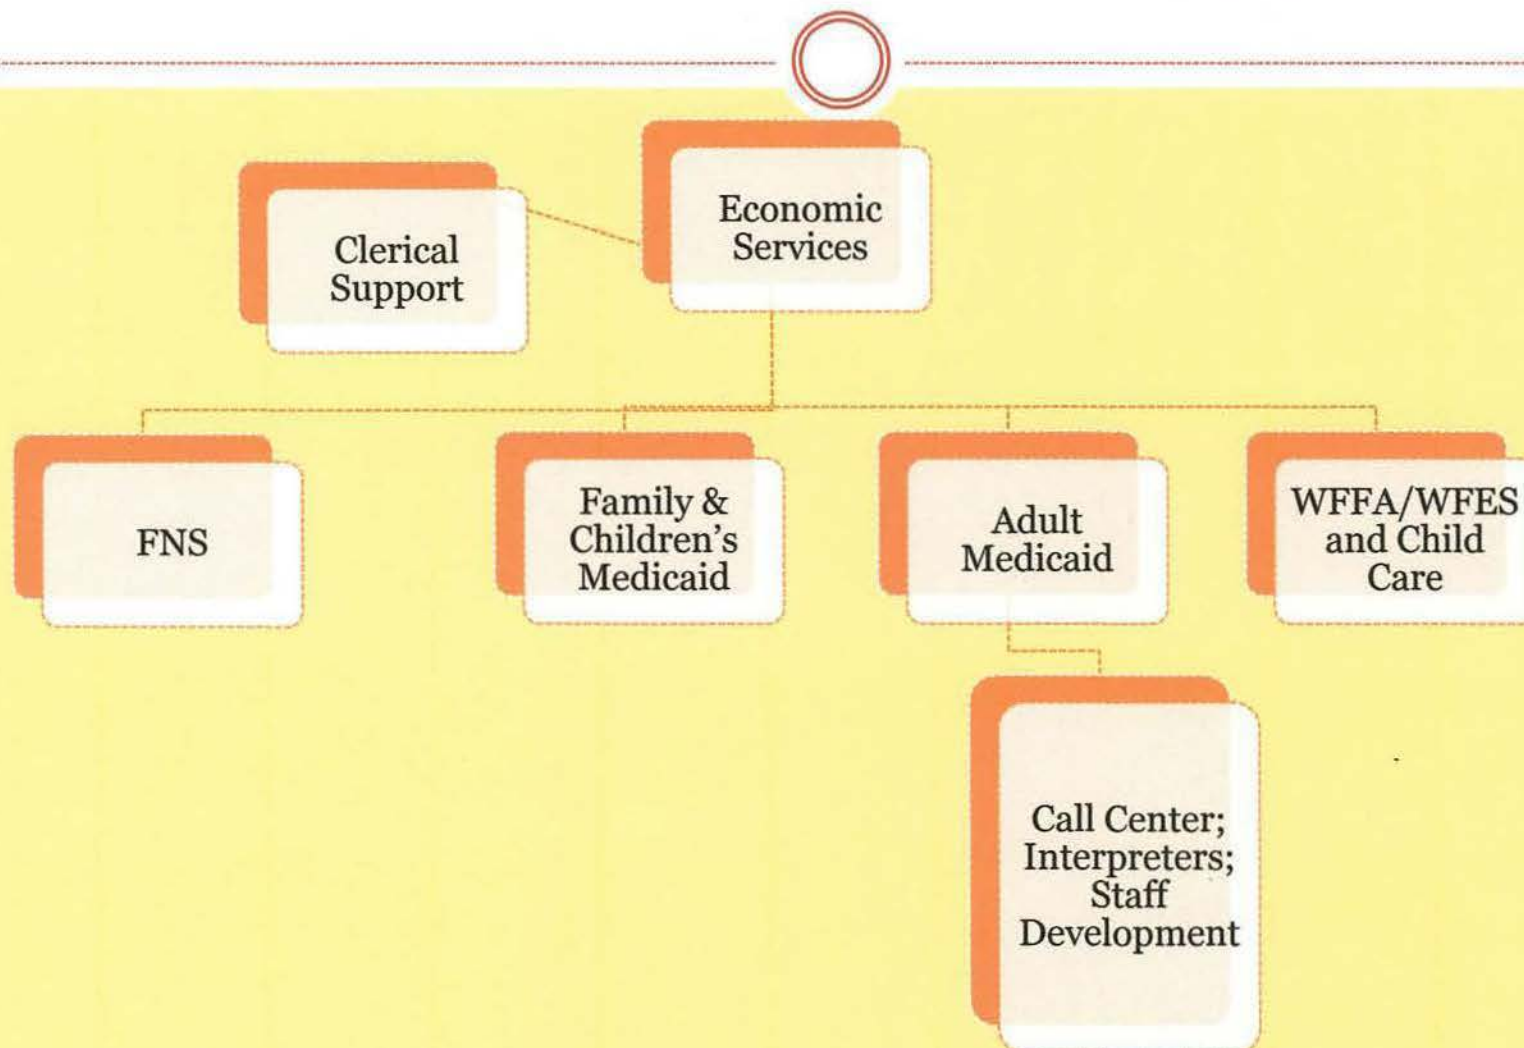 Economic
Services
Clerical
Support
FNS
Family &
Children's
Medicaid
Adult
Medicaid
WFFA/WFES
and Child
Care
Call Center;
Interpreters;
Staff
Development